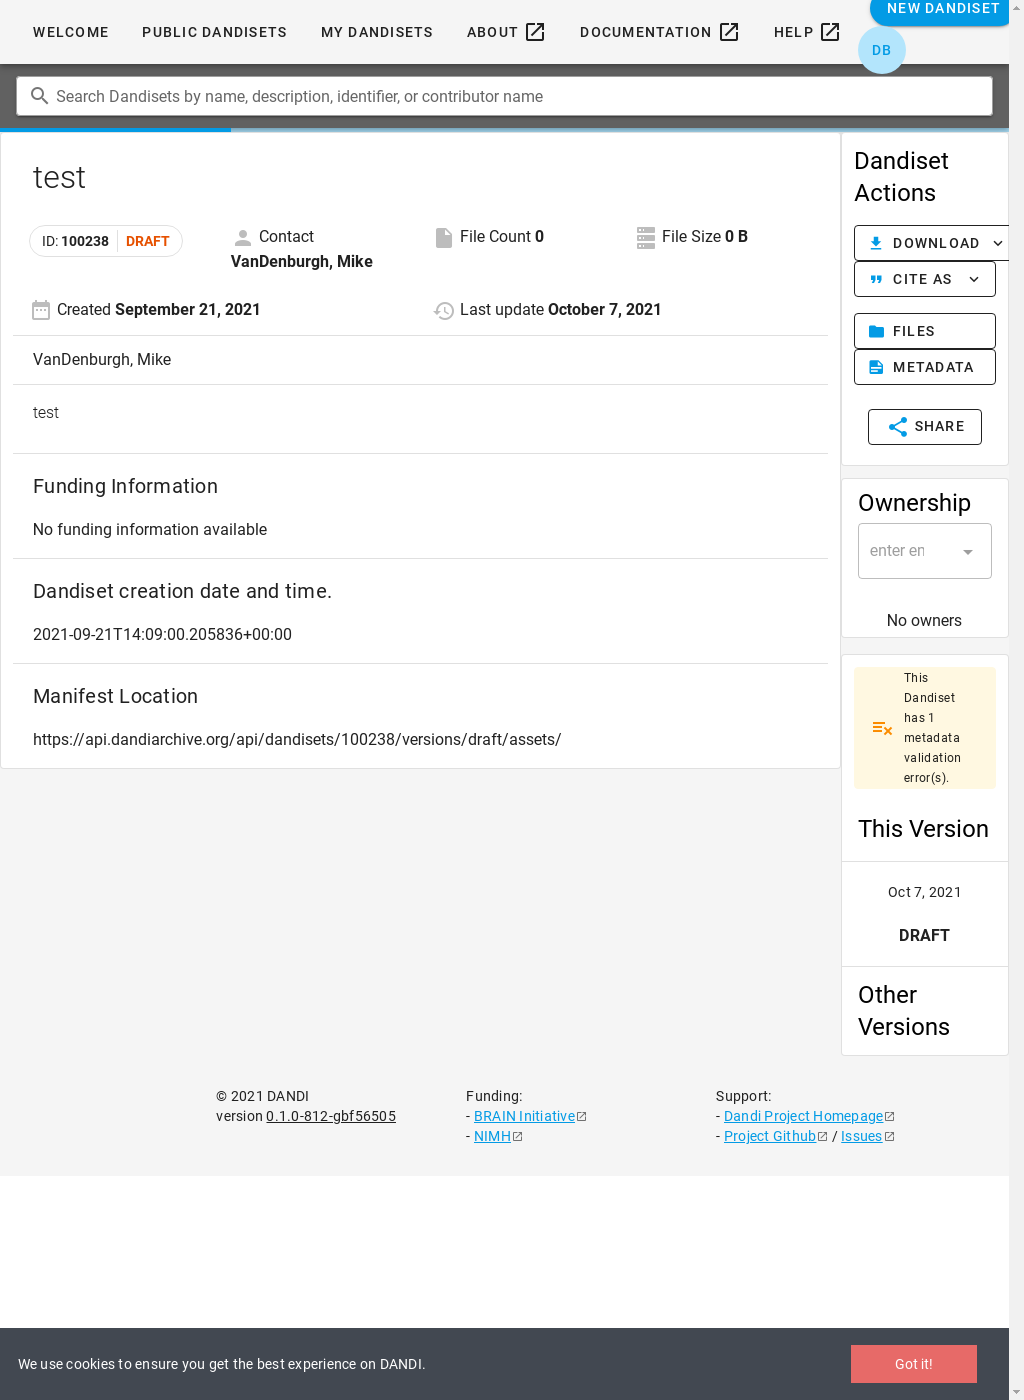 WELCOME PUBLIC DANDISETS MY DANDISETS ABOUT DOCUMENTATION HELP NEW DANDISET
DB
Search Dandisets by name, description, identifier, or contributor name
test
ID: 100238 DRAFT
Contact
VanDenburgh, Mike
File Count 0
File Size 0 B
Created September 21, 2021
Last update October 7, 2021
VanDenburgh, Mike
test
Funding Information
No funding information available
Dandiset creation date and time.
2021-09-21T14:09:00.205836+00:00
Manifest Location
https://api.dandiarchive.org/api/dandisets/100238/versions/draft/assets/
Dandiset
Actions
DOWNLOAD
CITE AS
FILES
METADATA
SHARE
Ownership
enter en
No owners
This
Dandiset
has 1
metadata
validation
error(s).
This Version
Oct 7, 2021
DRAFT
Other
Versions
© 2021 DANDI
version 0.1.0-812-gbf56505
Funding:
- BRAIN Initiative
- NIMH
Support:
- Dandi Project Homepage
- Project Github / Issues
We use cookies to ensure you get the best experience on DANDI.
Got it!